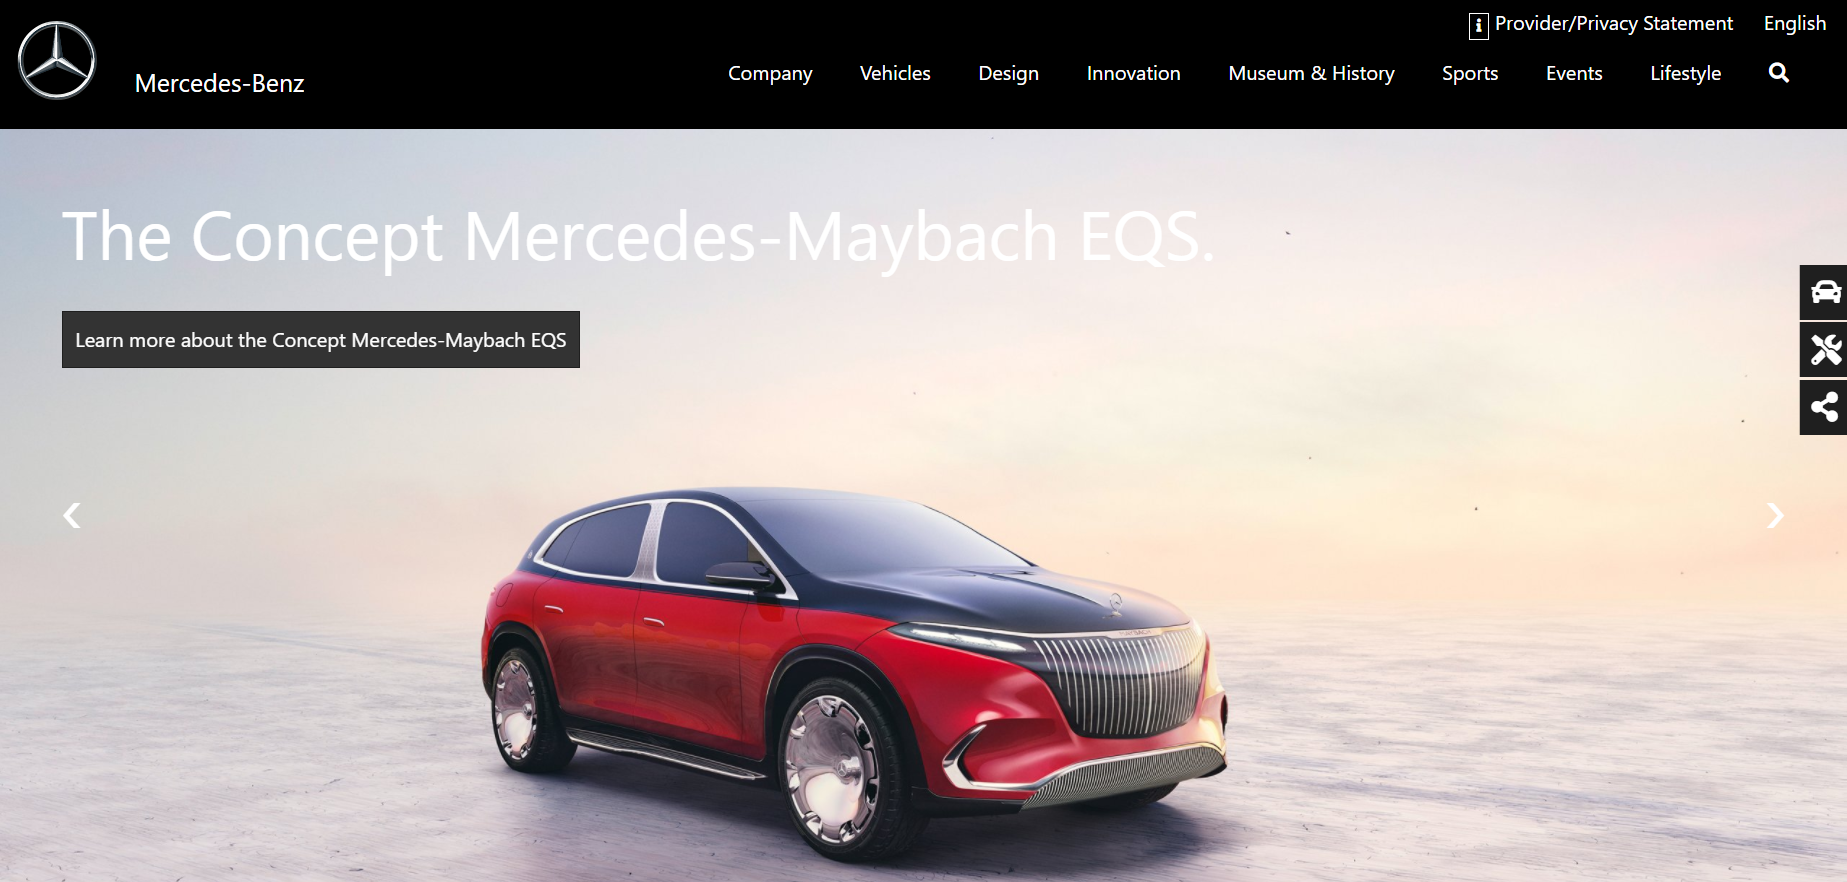 Provider/Privacy Statement English
Mercedes-Benz
Company Vehicles Design Innovation Museum & History Sports Events Lifestyle
The Concept Mercedes-Maybach EQS.
Learn more about the Concept Mercedes-Maybach EQS